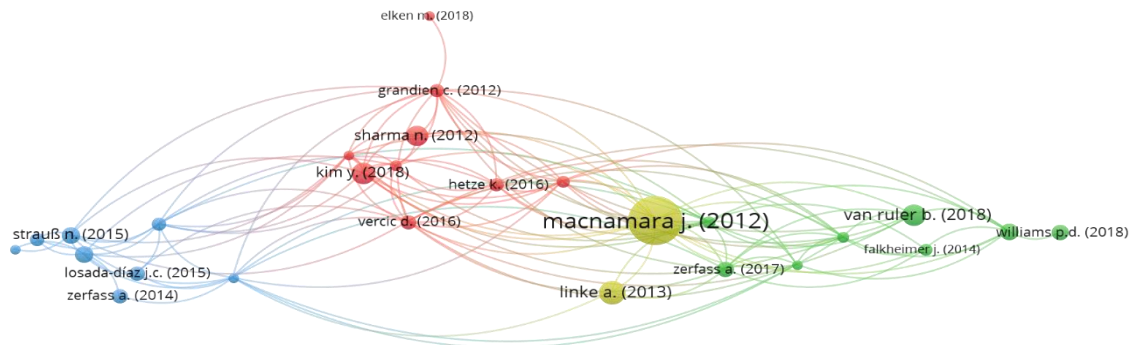 elken m. (2018)
grandien c. (2012)
sharma n. (2012)
kim y. (2018)
hetze k. (2016)
vercic d. (2016)
macnamara j. (2012)
van ruler b. (2018)
williams p.d. (2018)
falkheimer j. (2014)
zerfass a. (2017)
linke a. (2013)
strauß n. (2015)
losada-díaz j.c. (2015)
zerfass a. (2014)